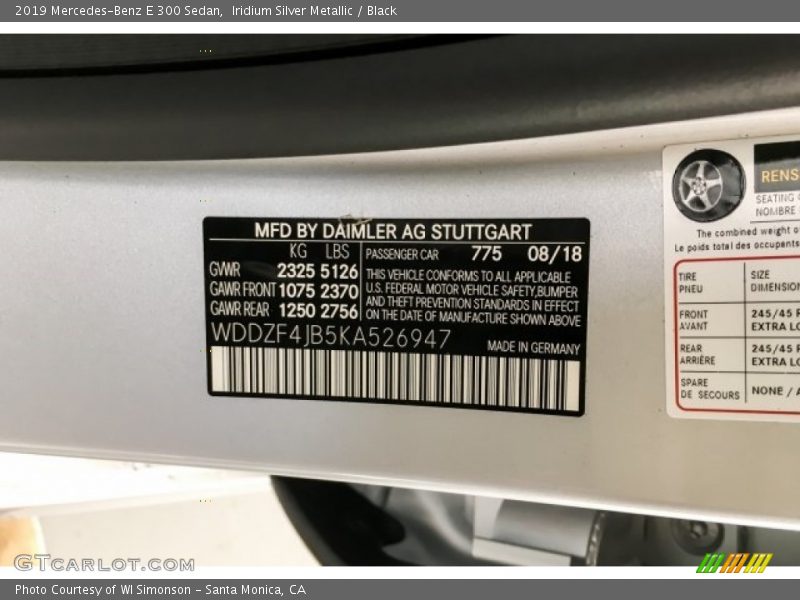 2019 Mercedes-Benz E 300 Sedan, Iridium Silver Metallic / Black
MFD BY DAIMLER AG STUTTGART
KG LBS
GVWR 2325 5126
GAWR FRONT 1075 2370
GAWR REAR 1250 2756
PASSENGER CAR 775 08/18
THIS VEHICLE CONFORMS TO ALL APPLICABLE
U.S. FEDERAL MOTOR VEHICLE SAFETY,BUMPER
AND THEFT PREVENTION STANDARDS IN EFFECT
ON THE DATE OF MANUFACTURE SHOWN ABOVE
WDDZF4JB5KA526947
MADE IN GERMANY
RENS
SEATING
NOMBRE
The combined weight o
Le poids total des occupants
TIRE SIZE
PNEU DIMENSION
FRONT 245/45
AVANT EXTRA LO
REAR 245/45
ARRIÈRE EXTRA LO
SPARE NONE /
DE SECOURS
GTCARLOT.COM
Photo Courtesy of WI Simonson - Santa Monica, CA